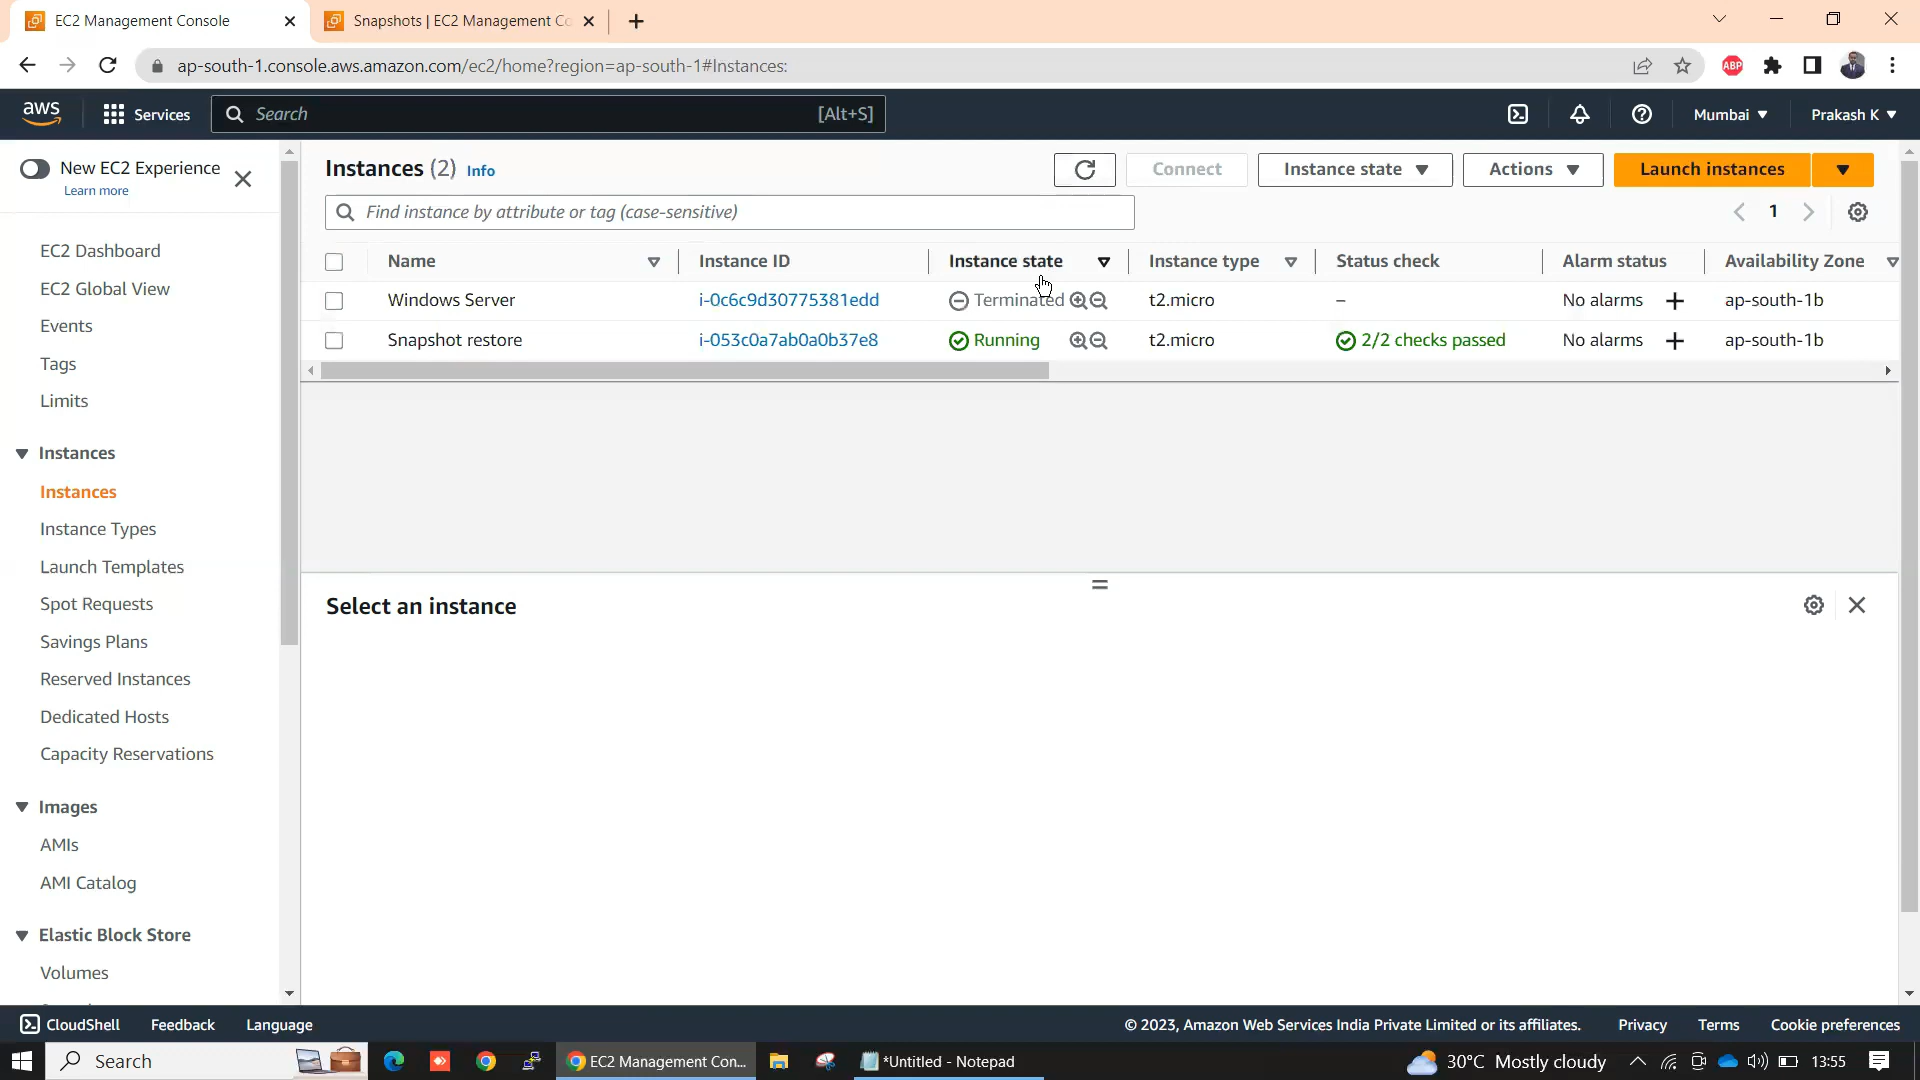 EC2 Management Console
Snapshots | EC2 Management Co
ap-south-1.console.aws.amazon.com/ec2/home?region=ap-south-1#Instances:
ABP
aws
Services
Search
[Alt+S]
Mumbai
Prakash K
New EC2 Experience
Learn more
EC2 Dashboard
EC2 Global View
Events
Tags
Limits
Instances
Instances
Instance Types
Launch Templates
Spot Requests
Savings Plans
Reserved Instances
Dedicated Hosts
Capacity Reservations
Images
AMIs
AMI Catalog
Elastic Block Store
Volumes
Instances (2) Info
Connect
Instance state
Actions
Launch instances
Find instance by attribute or tag (case-sensitive)
1
Name Instance ID Instance state Instance type Status check Alarm status Availability Zone
Windows Server i-0c6c9d30775381edd Terminated t2.micro – No alarms + ap-south-1b
Snapshot restore i-053c0a7ab0a0b37e8 Running t2.micro 2/2 checks passed No alarms + ap-south-1b
Select an instance
CloudShell Feedback Language © 2023, Amazon Web Services India Private Limited or its affiliates. Privacy Terms Cookie preferences
Search
EC2 Management Con...
*Untitled - Notepad
30°C Mostly cloudy
13:55